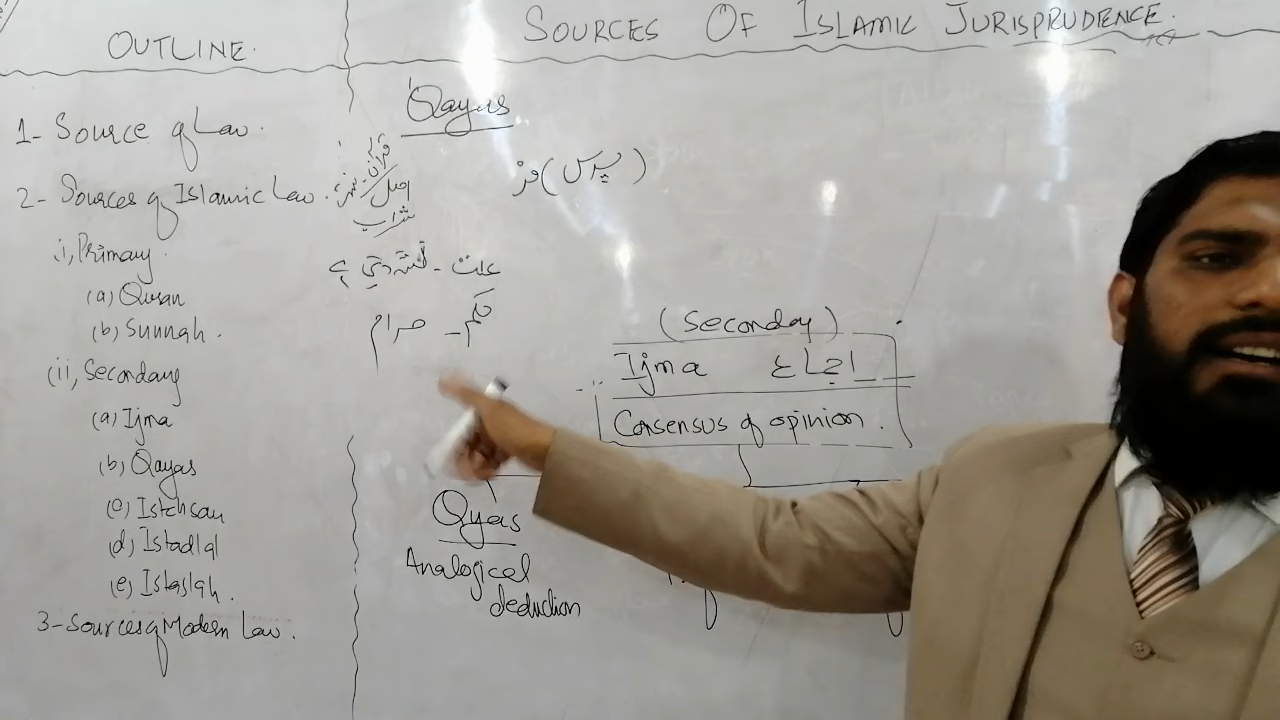 OUTLINE.
SOURCES OF ISLAMIC JURISPRUDENCE.
1- Source of Law.
2- Sources of Islamic Law.
(i, Primary
(a) Quran
(b) Sunnah.
(ii, Secondary
(a) Ijma
(b) Qayas
(c) Istehsan
(d) Istadlal
(e) Istaslah.
3- Sources of Modern Law.
Qayas
قرآن
اصل
شراب
علت -
حکم - حرام
(Seconday)
Ijma اجماع
Consensus of opinion.
Qyas
Analogical
deduction